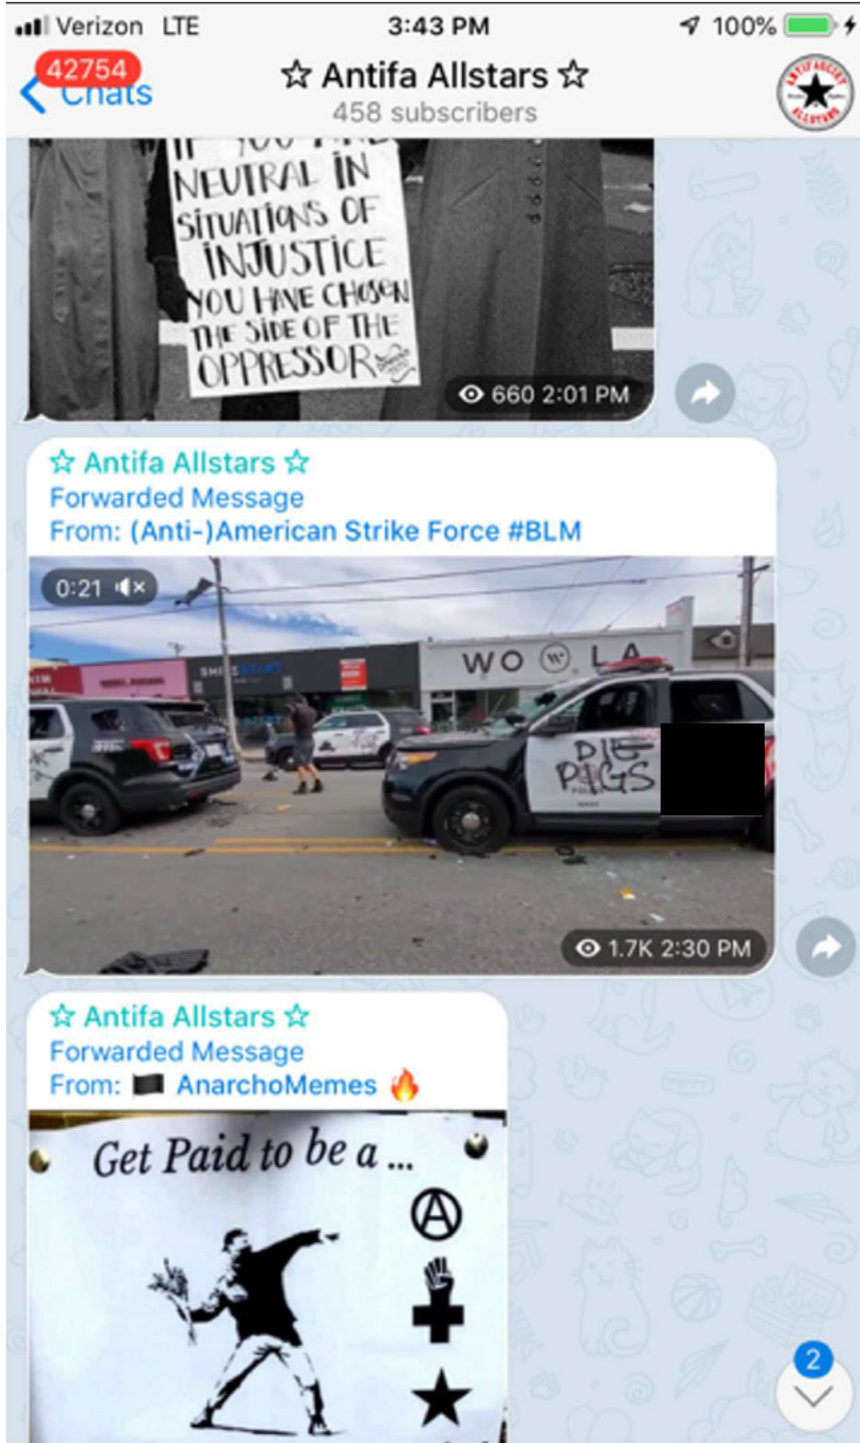 Verizon LTE
3:43 PM
100%
42754
Chats
☆ Antifa Allstars ☆
458 subscribers
ALLSTARS
NEUTRAL IN
SITUATIONS OF
INJUSTICE
YOU HAVE CHOSEN
THE SIDE OF THE
OPPRESSOR
660 2:01 PM
☆ Antifa Allstars ☆
Forwarded Message
From: (Anti-)American Strike Force #BLM
0:21
WO W LA
DIE
PIGS
1.7K 2:30 PM
☆ Antifa Allstars ☆
Forwarded Message
From: 🏴 AnarchoMemes 🔥
Get Paid to be a ...
A
2